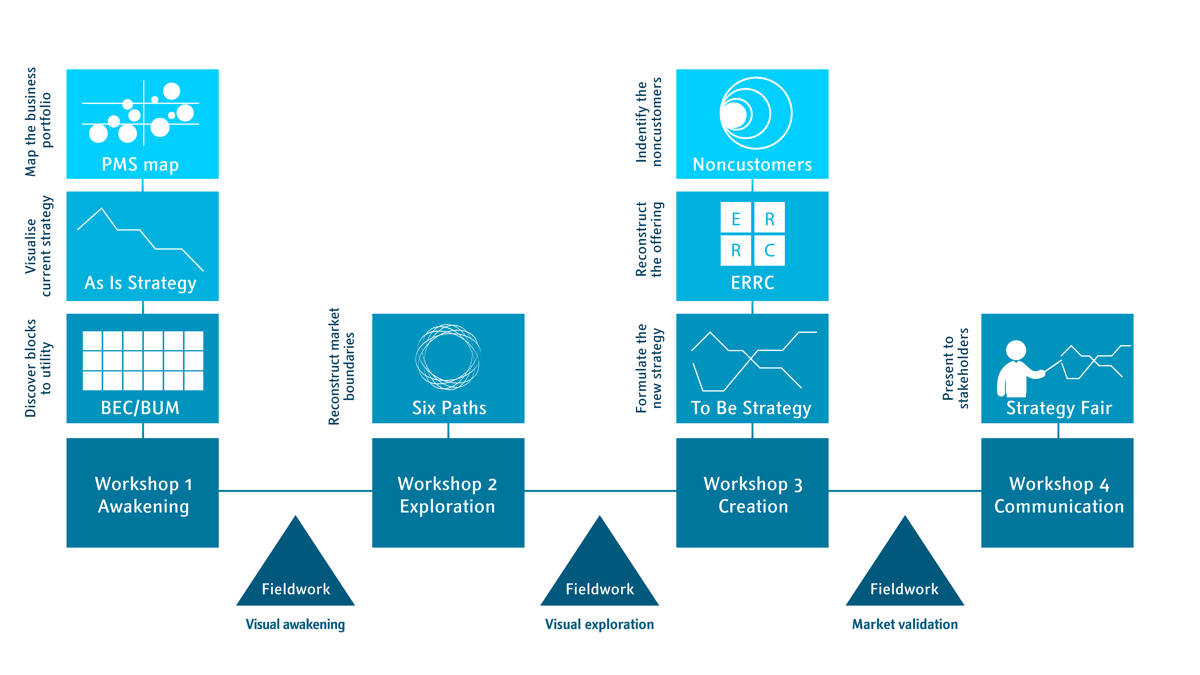 Map the business
portfolio
PMS map
Visualise
current strategy
As Is Strategy
Discover blocks
to utility
BEC/BUM
Workshop 1
Awakening
Fieldwork
Visual awakening
Reconstruct market
boundaries
Six Paths
Workshop 2
Exploration
Fieldwork
Visual exploration
Indentify the
noncustomers
Noncustomers
Reconstruct
the offering
E R
R C
ERRC
Formulate the
new strategy
To Be Strategy
Workshop 3
Creation
Fieldwork
Market validation
Present to
stakeholders
Strategy Fair
Workshop 4
Communication